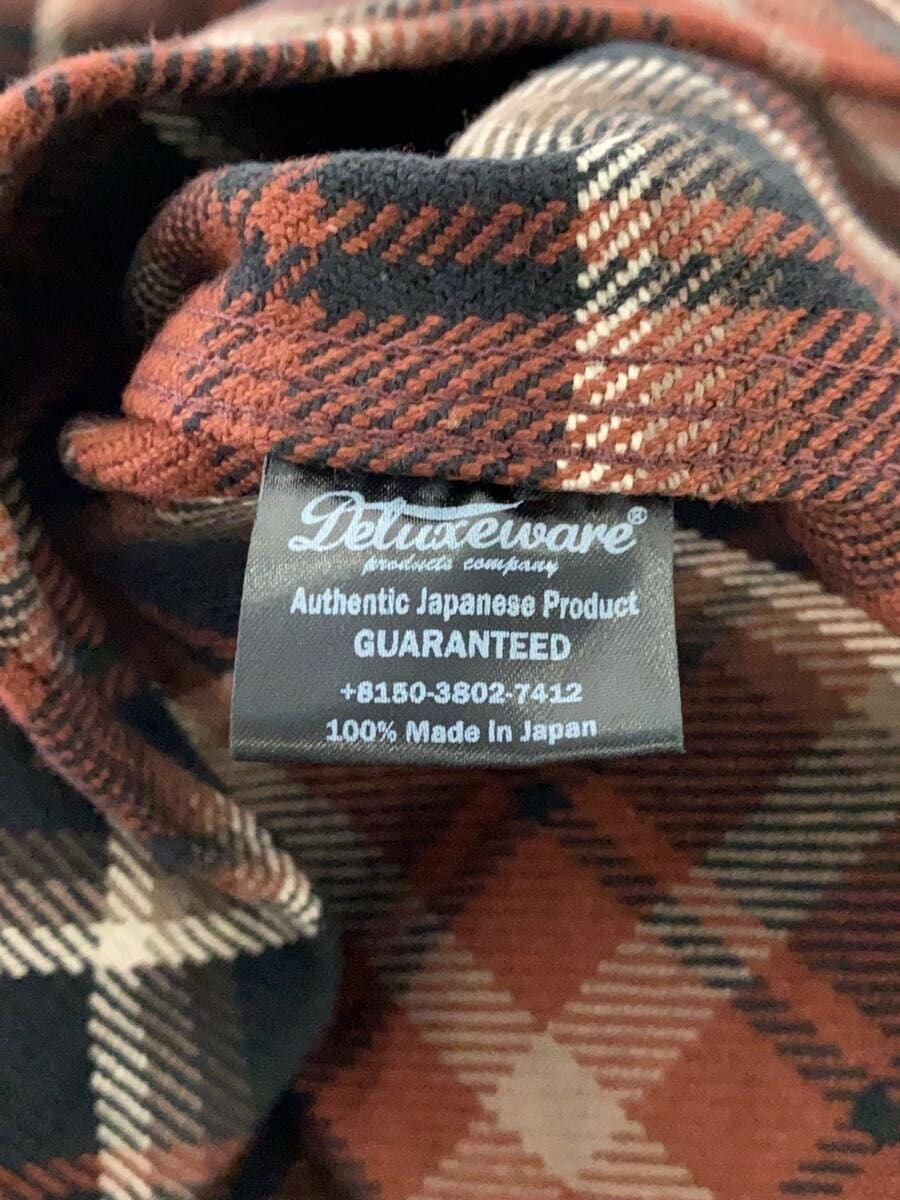 Deluxeware®
products company
Authentic Japanese Product
GUARANTEED
+8150-3802-7412
100% Made in Japan